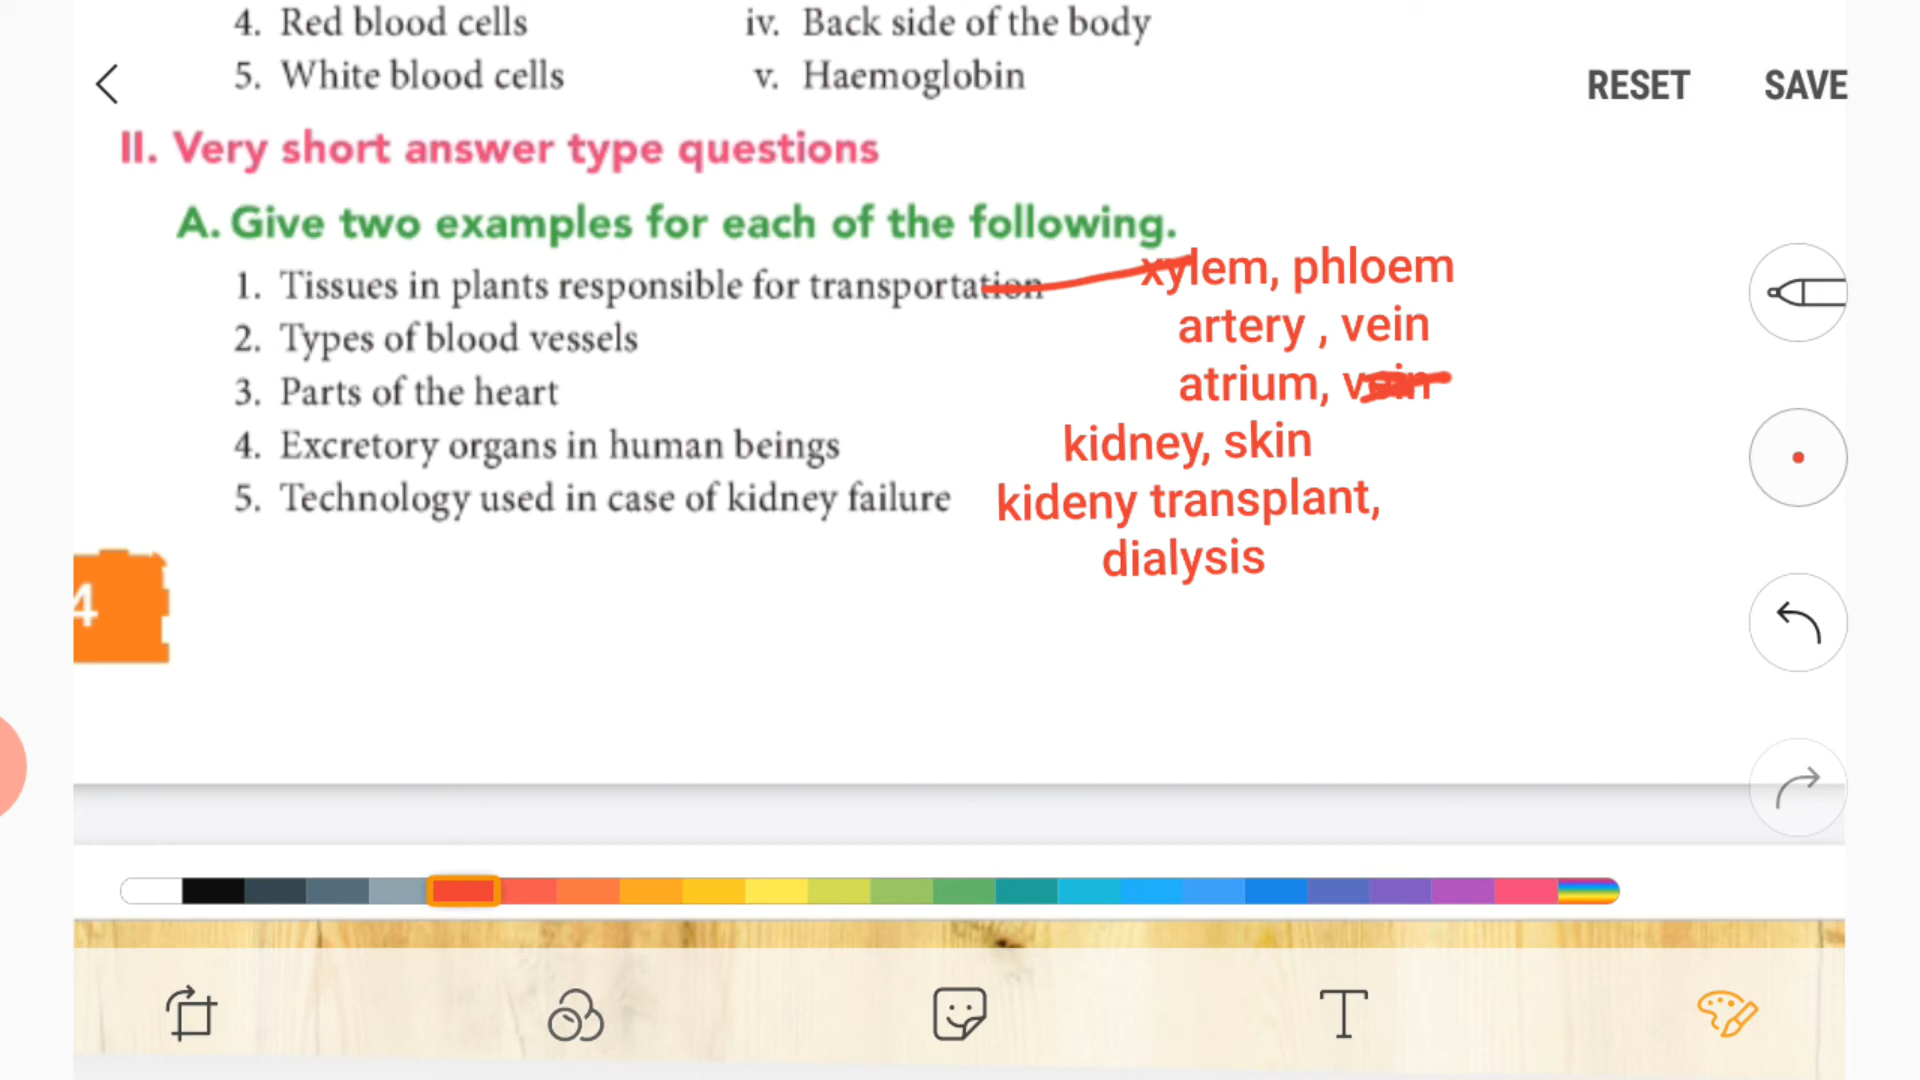 4. Red blood cells iv. Back side of the body
5. White blood cells v. Haemoglobin
RESET SAVE
II. Very short answer type questions
A. Give two examples for each of the following.
1. Tissues in plants responsible for transportation xylem, phloem
2. Types of blood vessels artery , vein
3. Parts of the heart atrium, vein
4. Excretory organs in human beings kidney, skin
5. Technology used in case of kidney failure kideny transplant,
dialysis
4
T